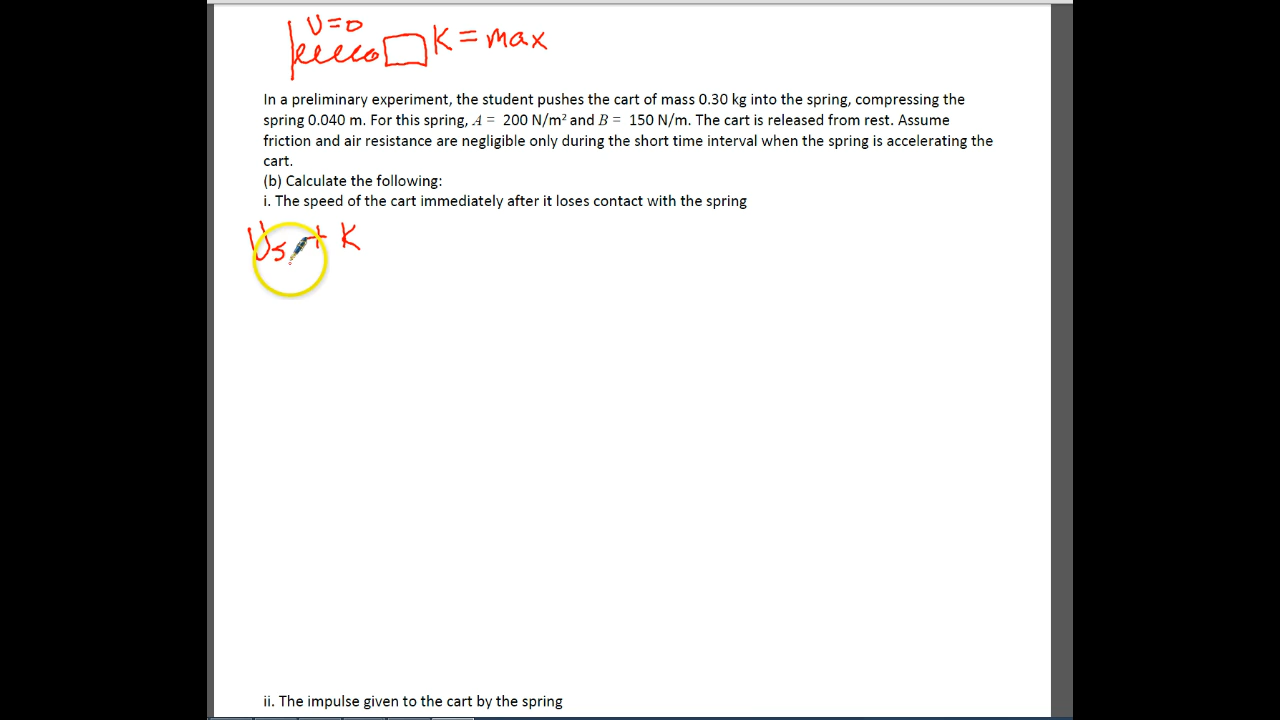 U=0
K = max
In a preliminary experiment, the student pushes the cart of mass 0.30 kg into the spring, compressing the
spring 0.040 m. For this spring, A = 200 N/m² and B = 150 N/m. The cart is released from rest. Assume
friction and air resistance are negligible only during the short time interval when the spring is accelerating the
cart.
(b) Calculate the following:
i. The speed of the cart immediately after it loses contact with the spring
Us + K
ii. The impulse given to the cart by the spring